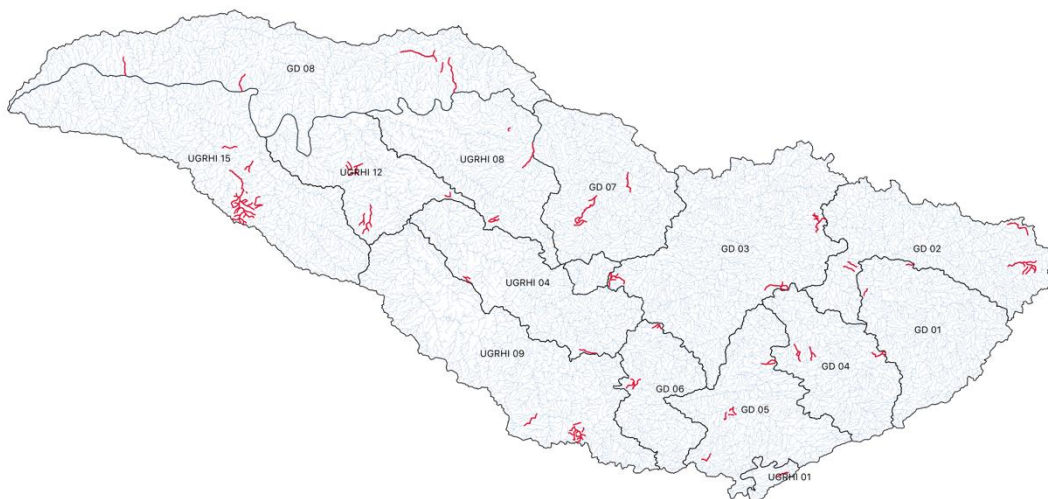 GD 08
UGRHI 15
UGRHI 12
UGRHI 08
GD 07
GD 03
GD 02
UGRHI 04
GD 01
UGRHI 09
GD 04
GD 06
GD 05
UGRHI 01